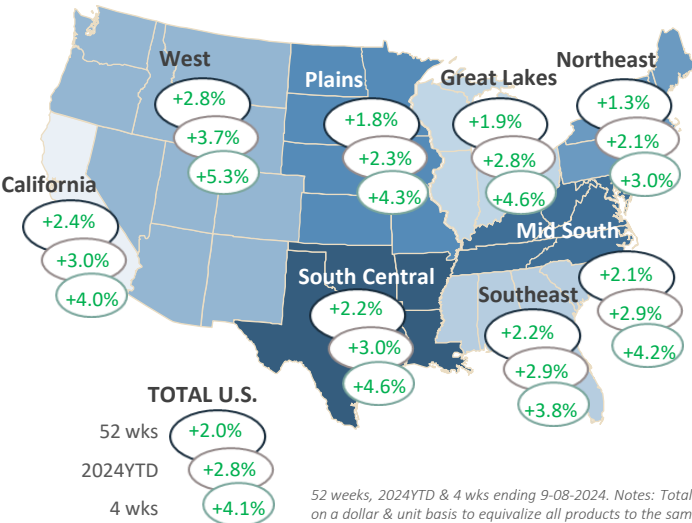 West
+2.8%
+3.7%
+5.3%
Plains
+1.8%
+2.3%
+4.3%
Great Lakes
+1.9%
+2.8%
+4.6%
Northeast
+1.3%
+2.1%
+3.0%
California
+2.4%
+3.0%
+4.0%
Mid South
+2.1%
+2.9%
+4.2%
South Central
+2.2%
+3.0%
+4.6%
Southeast
+2.2%
+2.9%
+3.8%
TOTAL U.S.
52 wks +2.0%
2024YTD +2.8%
4 wks +4.1%
52 weeks, 2024YTD & 4 wks ending 9-08-2024. Notes: Total
on a dollar & unit basis to equivalize all products to the sam